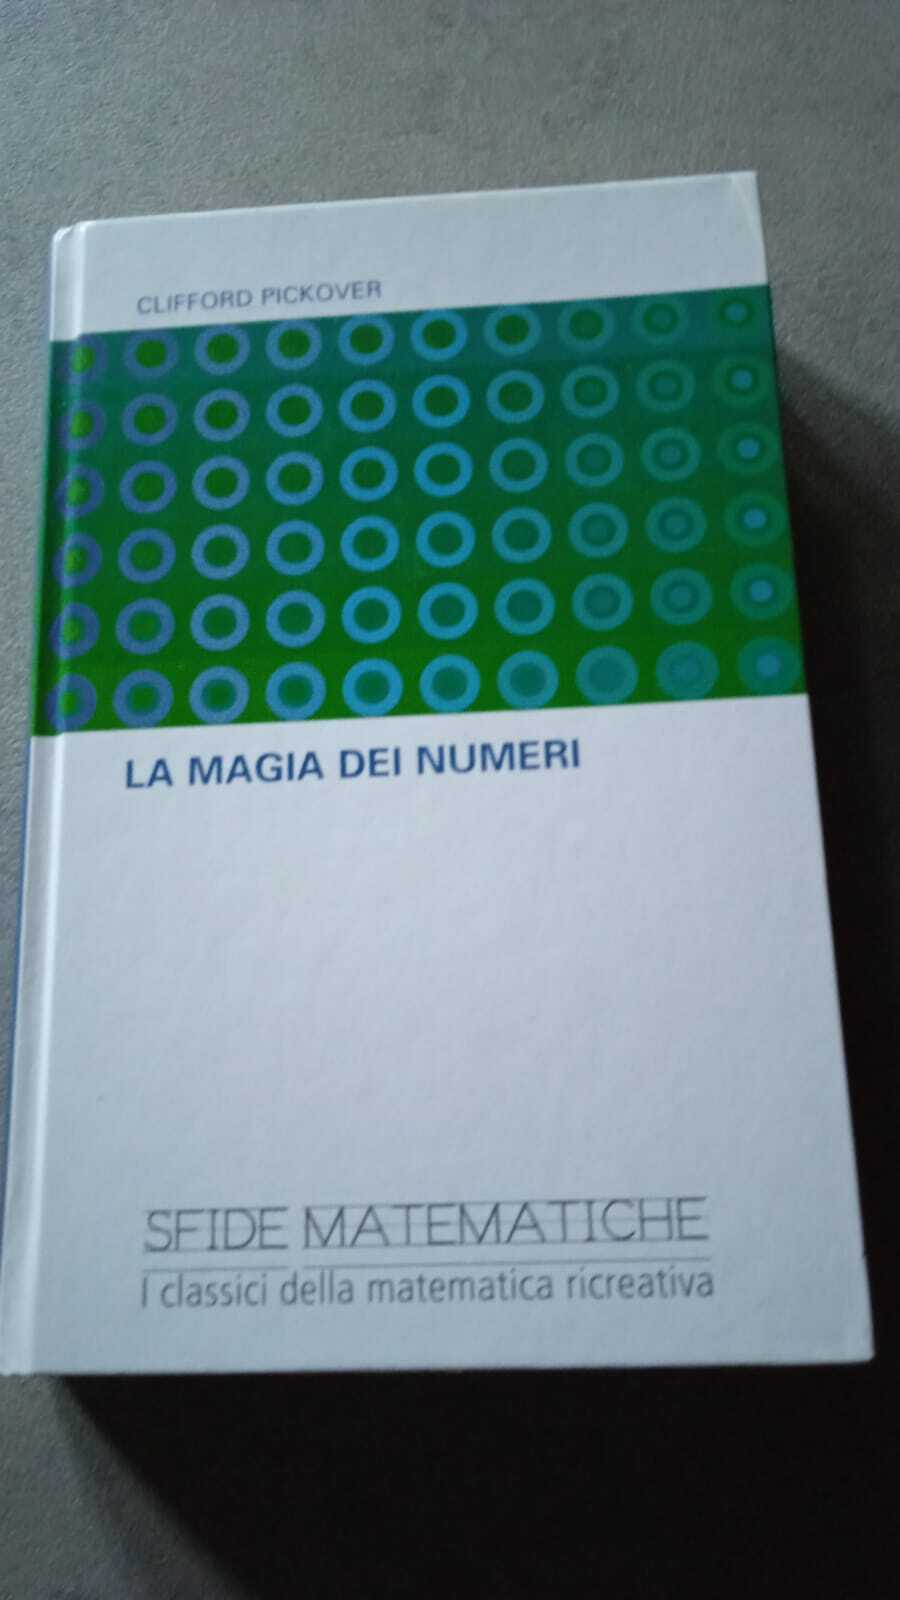 CLIFFORD PICKOVER
LA MAGIA DEI NUMERI
SFIDE MATEMATICHE
I classici della matematica ricreativa